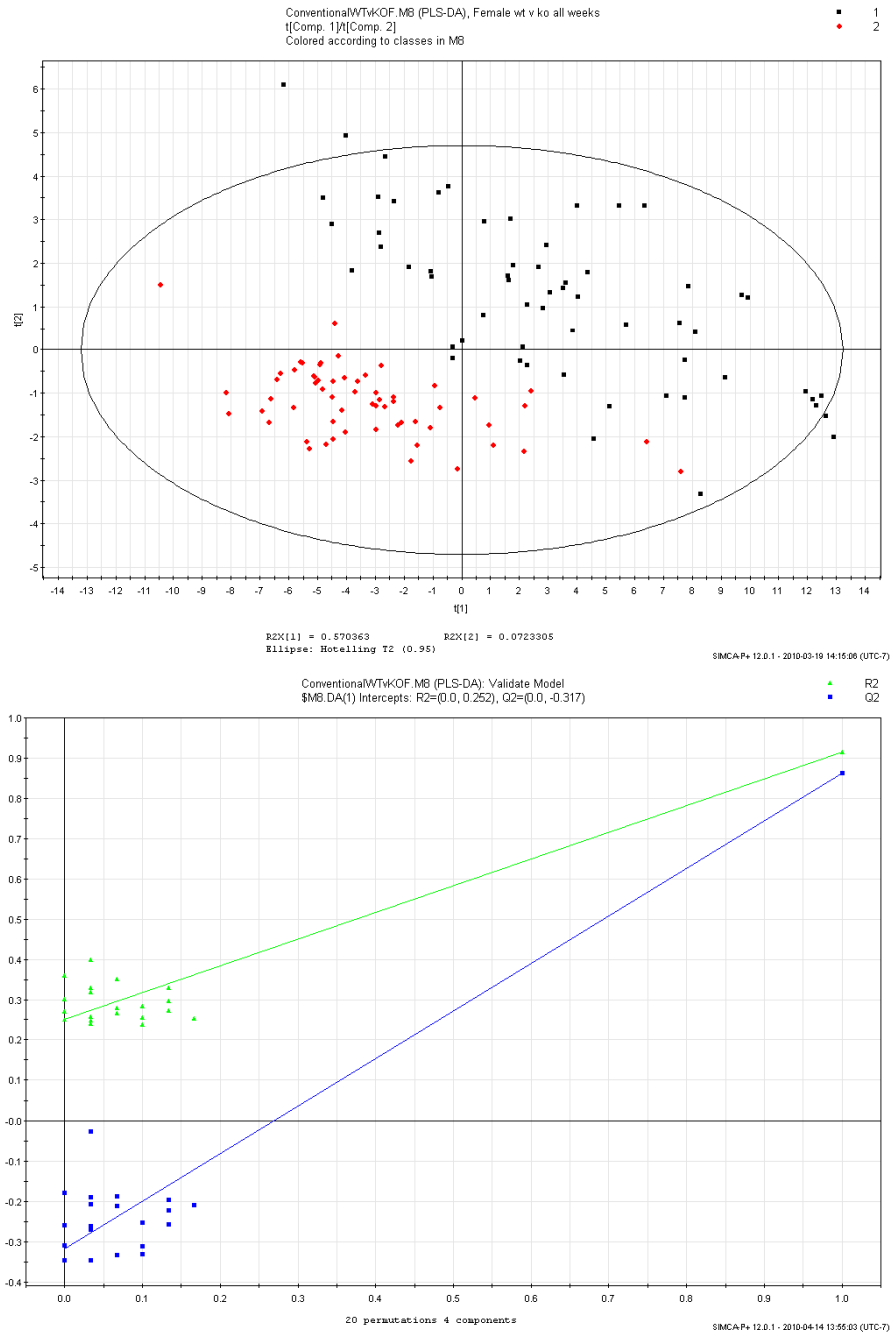 ConventionalWTvKOF.M8 (PLS-DA), Female wt v ko all weeks
t[Comp. 1]/t[Comp. 2]
Colored according to classes in M8
1
2
6
5
4
3
2
1
0
-1
-2
-3
-4
-5
t[2]
-14 -13 -12 -11 -10 -9 -8 -7 -6 -5 -4 -3 -2 -1 0 1 2 3 4 5 6 7 8 9 10 11 12 13 14
t[1]
R2X[1] = 0.570363 R2X[2] = 0.0723305
Ellipse: Hotelling T2 (0.95)
SIMCA-P+ 12.0.1 - 2010-03-19 14:15:06 (UTC-7)
ConventionalWTvKOF.M8 (PLS-DA): Validate Model
$M8.DA(1) Intercepts: R2=(0.0, 0.252), Q2=(0.0, -0.317)
R2
Q2
1.0
0.9
0.8
0.7
0.6
0.5
0.4
0.3
0.2
0.1
-0.0
-0.1
-0.2
-0.3
-0.4
0.0 0.1 0.2 0.3 0.4 0.5 0.6 0.7 0.8 0.9 1.0
20 permutations 4 components
SIMCA-P+ 12.0.1 - 2010-04-14 13:55:03 (UTC-7)